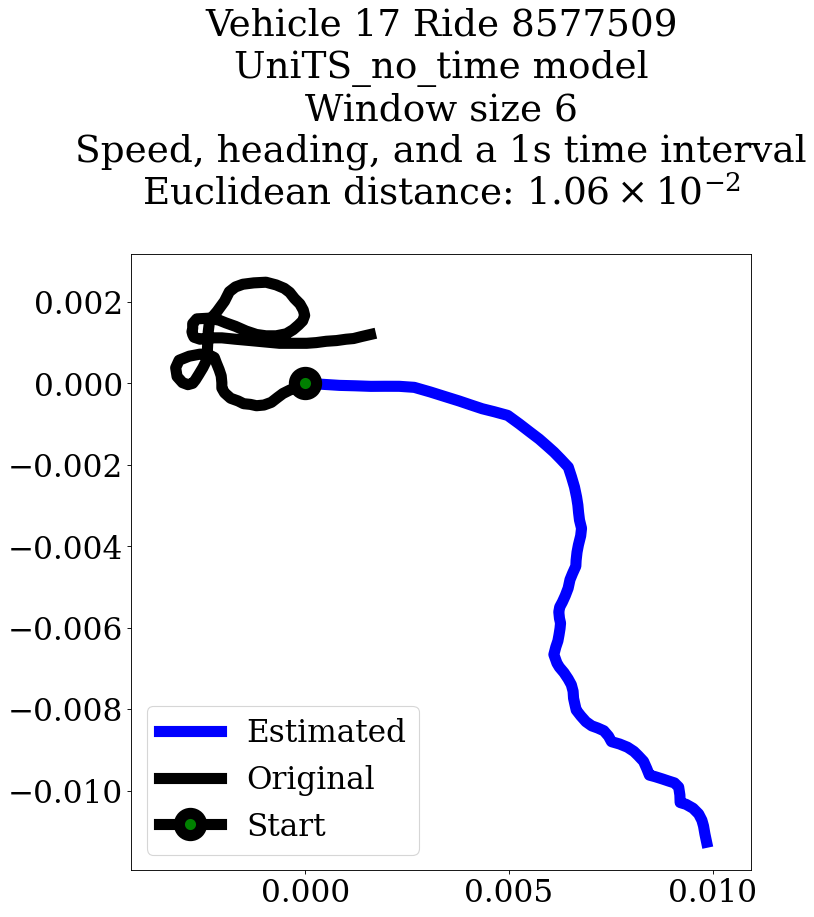 Vehicle 17 Ride 8577509
UniTS_no_time model
Window size 6
Speed, heading, and a 1s time interval
Euclidean distance: 1.06 × 10⁻²
0.002
0.000
−0.002
−0.004
−0.006
−0.008
−0.010
Estimated
Original
Start
0.000 0.005 0.010